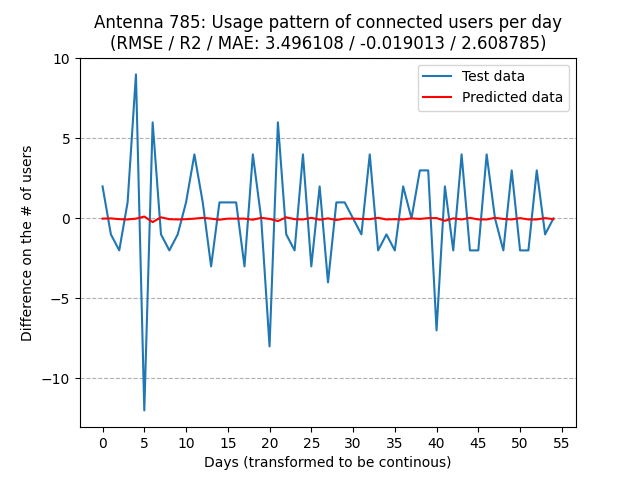 Antenna 785: Usage pattern of connected users per day
(RMSE / R2 / MAE: 3.496108 / -0.019013 / 2.608785)
Test data
Predicted data
Difference on the # of users
10
5
0
−5
−10
0 5 10 15 20 25 30 35 40 45 50 55
Days (transformed to be continous)